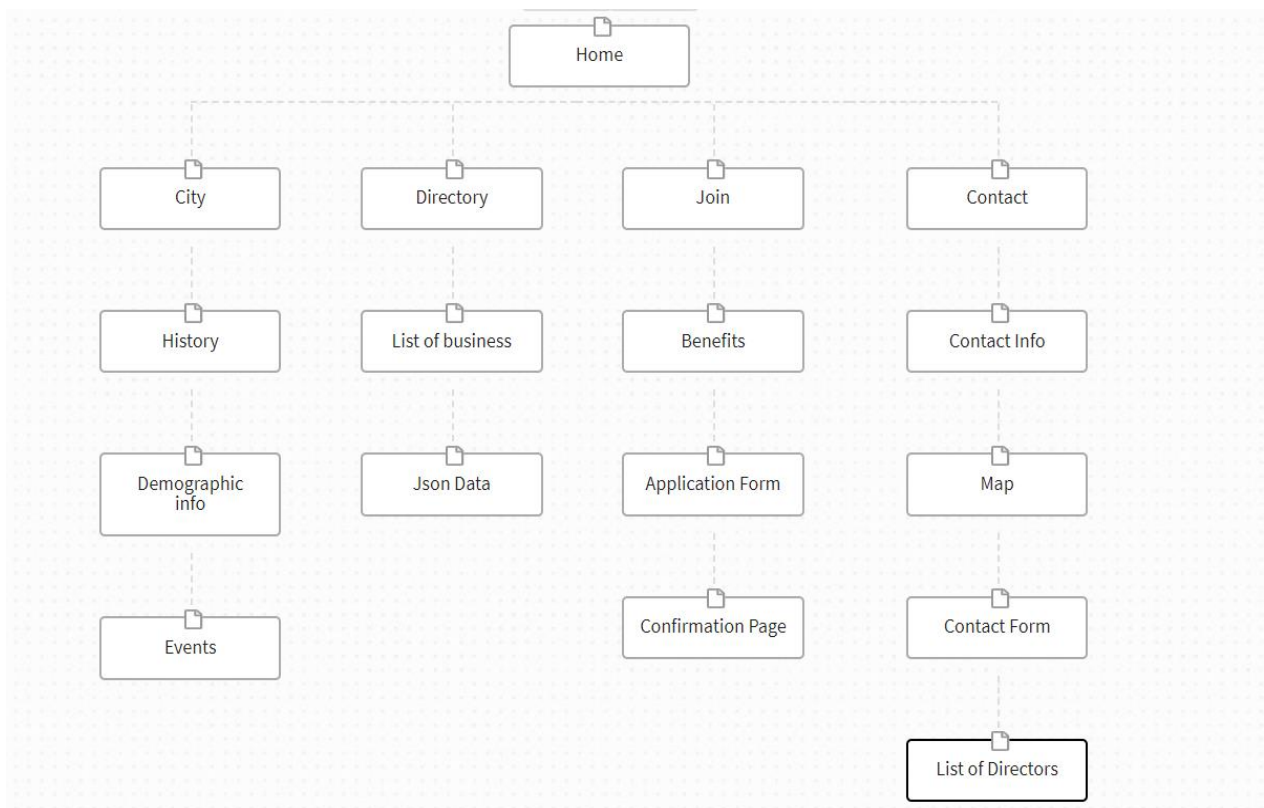 Home
City
Directory
Join
Contact
History
List of business
Benefits
Contact Info
Demographic
info
Json Data
Application Form
Map
Events
Confirmation Page
Contact Form
List of Directors